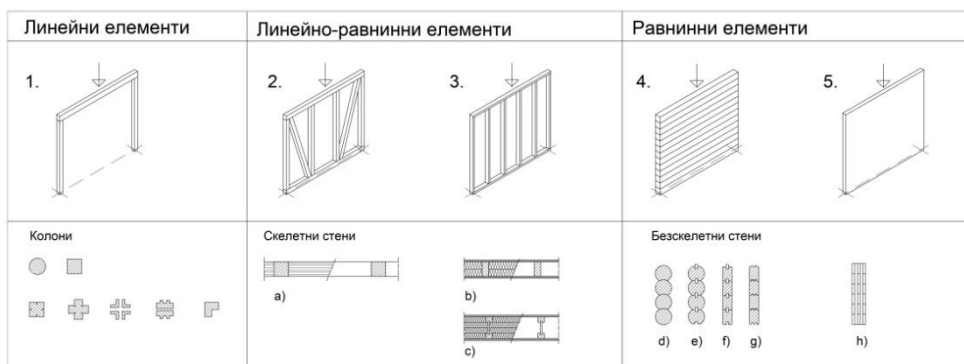 Линейни елементи
Линейно-равнинни елементи
Равнинни елементи
1.
2.
3.
4.
5.
Колони
Скелетни стени
Безскелетни стени
a)
b)
c)
d)
e)
f)
g)
h)